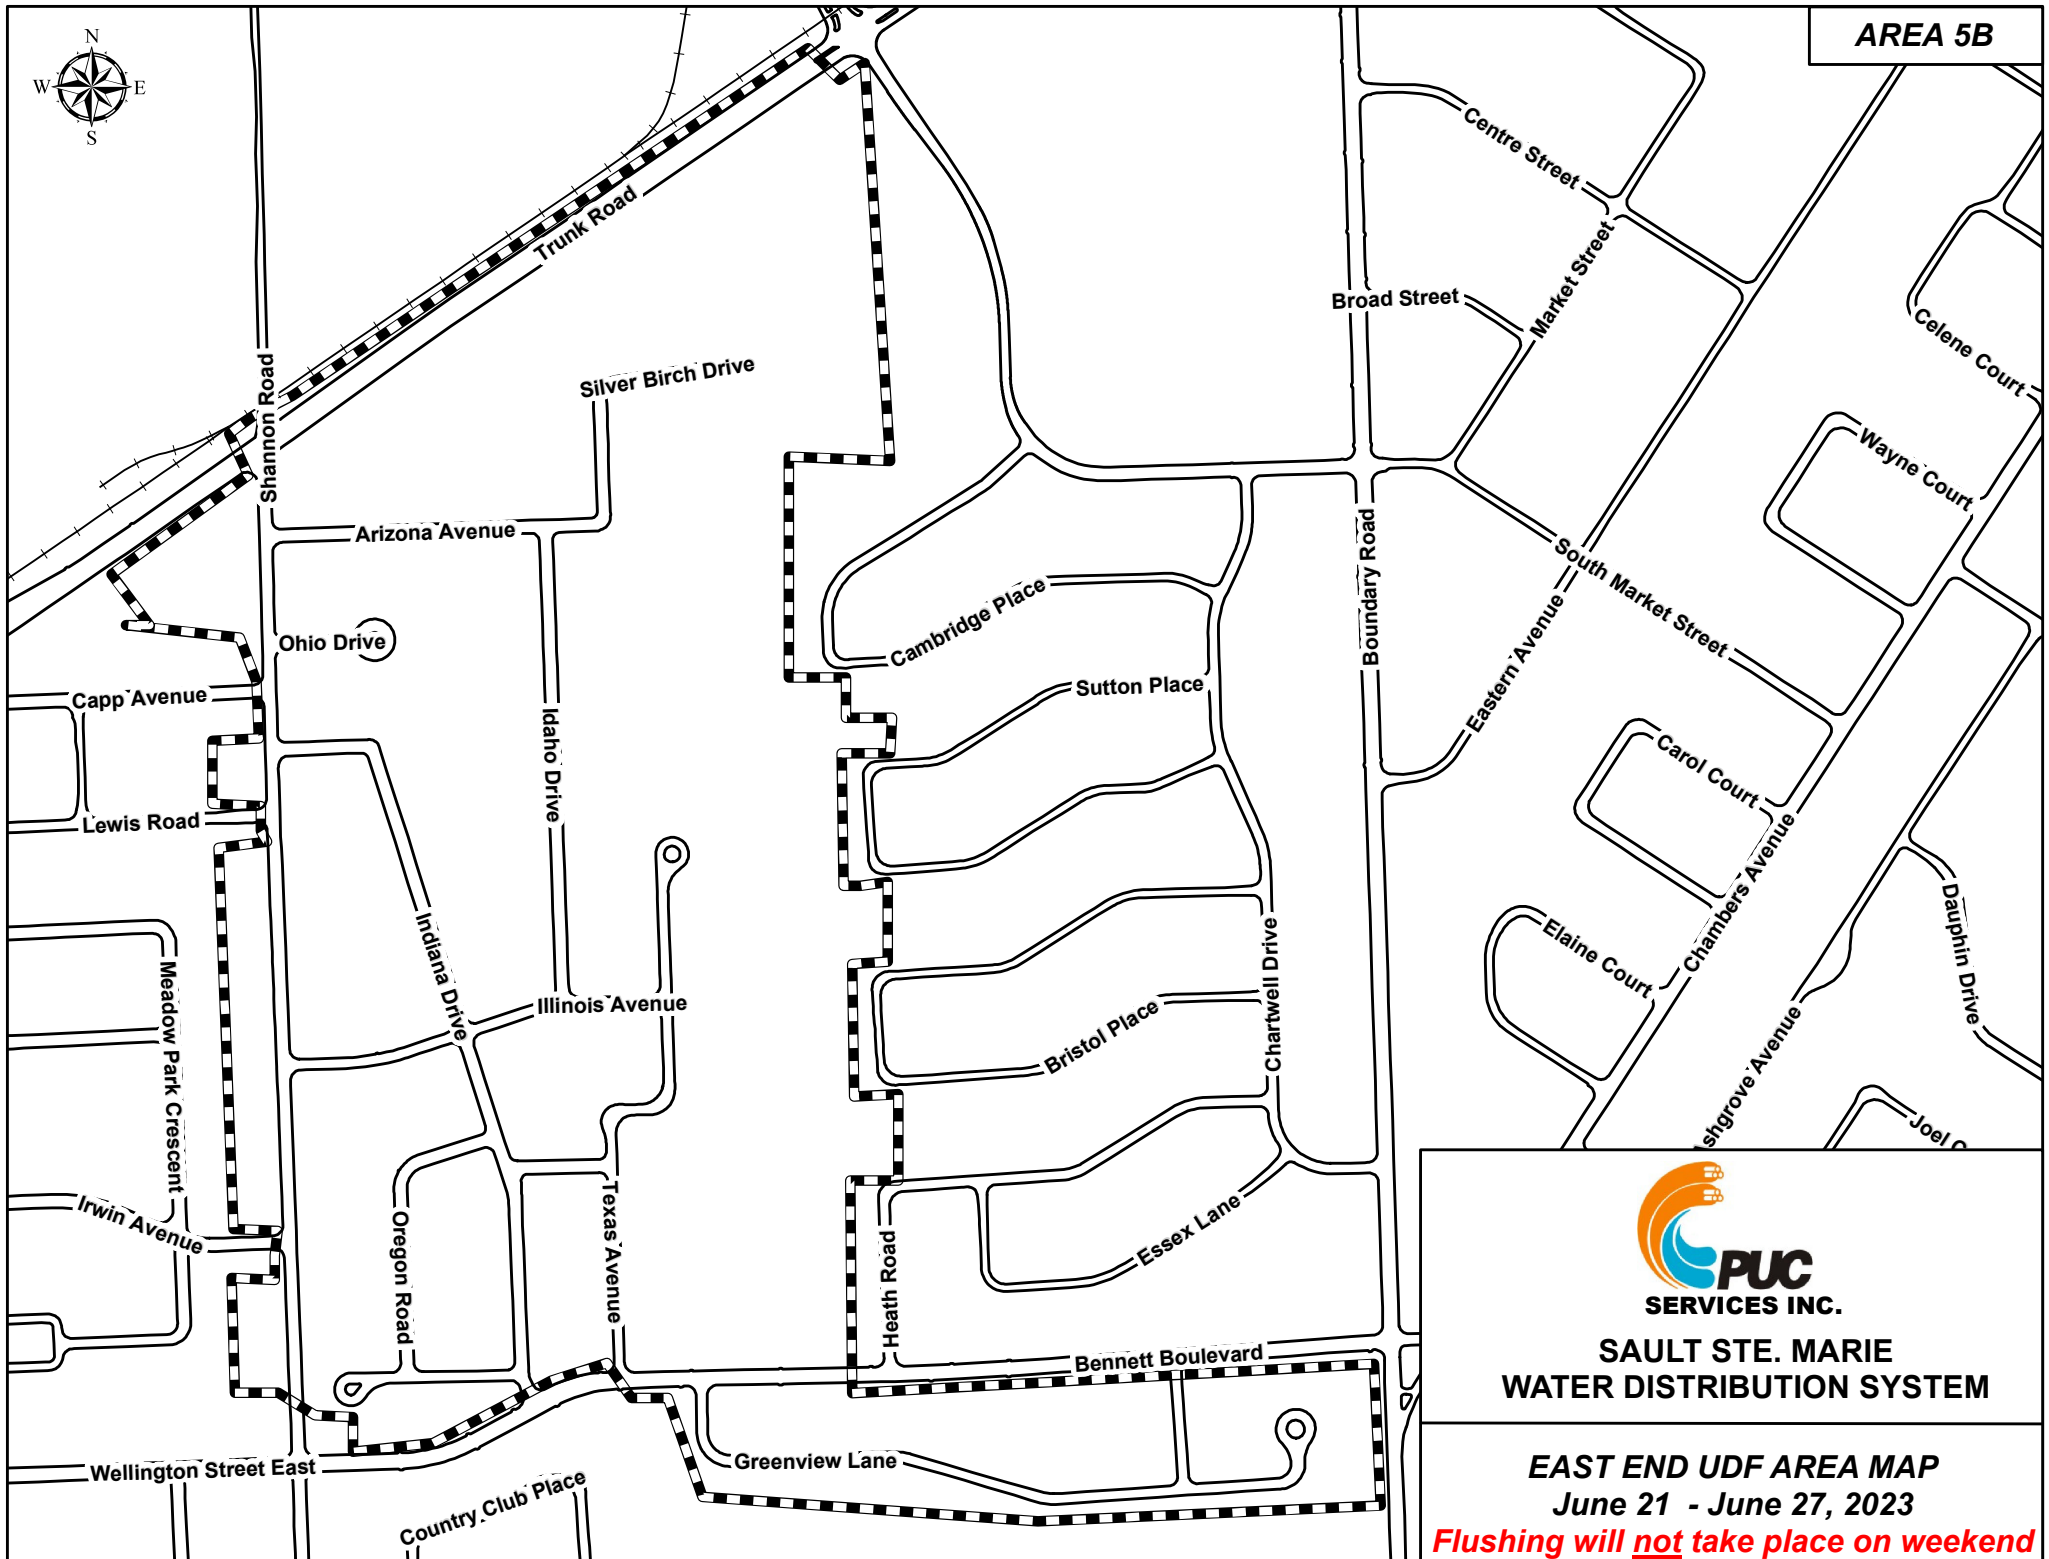 AREA 5B
N
W
E
S
Centre Street
Trunk Road
Market Street
Broad Street
Celene Court
Silver Birch Drive
Shannon Road
Wayne Court
Arizona Avenue
Boundary Road
South Market Street
Cambridge Place
Eastern Avenue
Ohio Drive
Capp Avenue
Sutton Place
Idaho Drive
Carol Court
Lewis Road
Chambers Avenue
Indiana Drive
Elaine Court
Dauphin Drive
Chartwell Drive
Meadow Park Crescent
Illinois Avenue
Bristol Place
Ashgrove Avenue
Joel
Irwin Avenue
Oregon Road
Texas Avenue
Heath Road
Essex Lane
Bennett Boulevard
Wellington Street East
Greenview Lane
Country Club Place
PUC
SERVICES INC.
SAULT STE. MARIE
WATER DISTRIBUTION SYSTEM
EAST END UDF AREA MAP
June 21 - June 27, 2023
Flushing will not take place on weekend